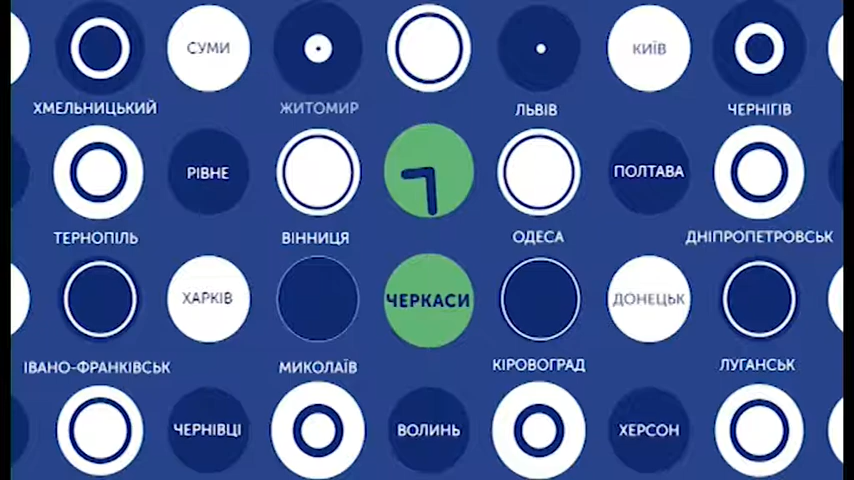 СУМИ
КИЇВ
ХМЕЛЬНИЦЬКИЙ
ЖИТОМИР
ЛЬВІВ
ЧЕРНІГІВ
РІВНЕ
ПОЛТАВА
ТЕРНОПІЛЬ
ВІННИЦЯ
ОДЕСА
ДНІПРОПЕТРОВСЬК
ХАРКІВ
ЧЕРКАСИ
ДОНЕЦЬК
ІВАНО-ФРАНКІВСЬК
МИКОЛАЇВ
КІРОВОГРАД
ЛУГАНСЬК
ЧЕРНІВЦІ
ВОЛИНЬ
ХЕРСОН